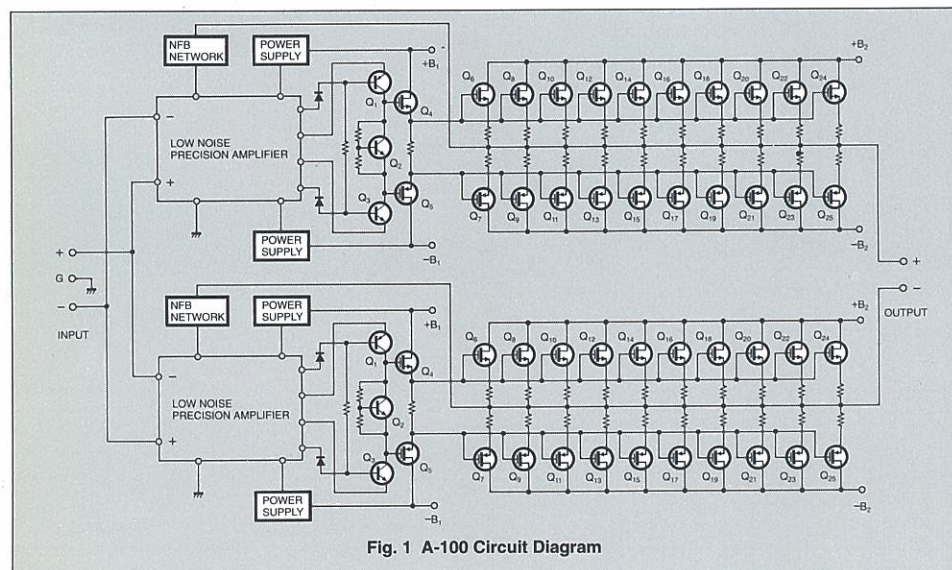 NFB
NETWORK
POWER
SUPPLY
+B₁
+B₂
Q₁
Q₄
Q₆ Q₈ Q₁₀ Q₁₂ Q₁₄ Q₁₆ Q₁₈ Q₂₀ Q₂₂ Q₂₄
−
LOW NOISE
PRECISION AMPLIFIER
+
Q₂
Q₃
Q₅
Q₇ Q₉ Q₁₁ Q₁₃ Q₁₅ Q₁₇ Q₁₉ Q₂₁ Q₂₃ Q₂₅
POWER
SUPPLY
−B₁
−B₂
+
G
−
INPUT
+
−
OUTPUT
NFB
NETWORK
POWER
SUPPLY
+B₁
+B₂
Q₁
Q₄
Q₆ Q₈ Q₁₀ Q₁₂ Q₁₄ Q₁₆ Q₁₈ Q₂₀ Q₂₂ Q₂₄
−
LOW NOISE
PRECISION AMPLIFIER
+
Q₂
Q₃
Q₅
Q₇ Q₉ Q₁₁ Q₁₃ Q₁₅ Q₁₇ Q₁₉ Q₂₁ Q₂₃ Q₂₅
POWER
SUPPLY
−B₁
−B₂
Fig. 1 A-100 Circuit Diagram